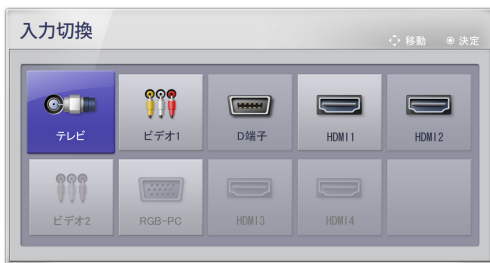 入力切換
移動 決定
テレビ
ビデオ1
D端子
HDMI1
HDMI2
ビデオ2
RGB-PC
HDMI3
HDMI4